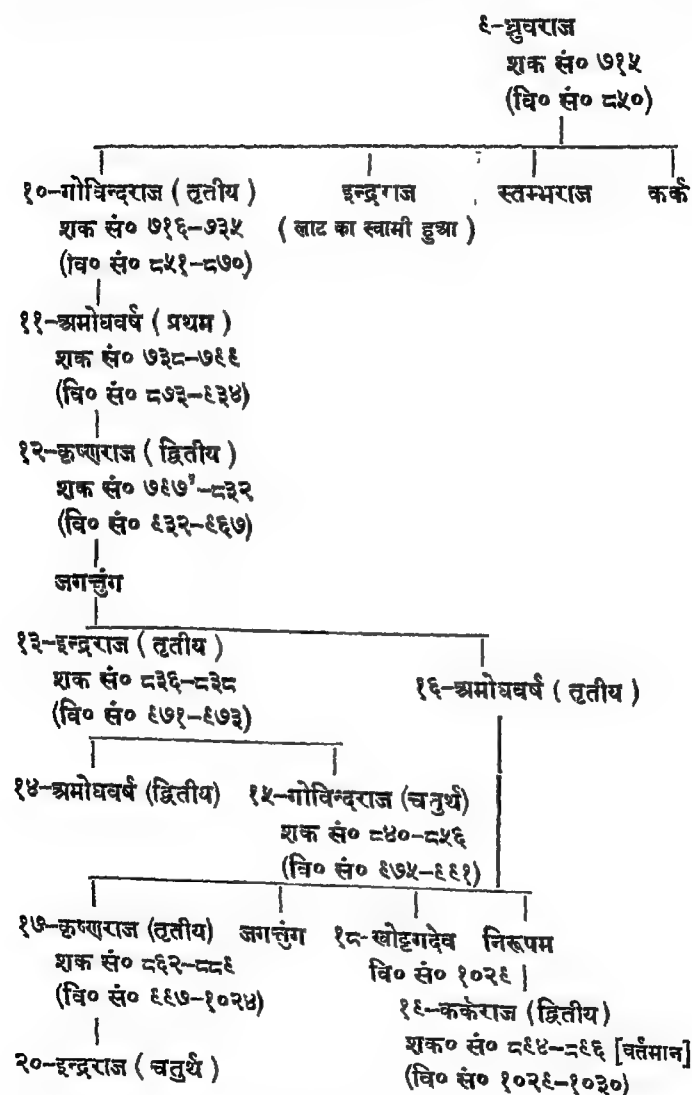 ९-ध्रुवराज
शक सं० ७१५
(वि० सं० ८५०)
१०-गोविन्दराज ( तृतीय ) इन्द्रराज स्तम्भराज कर्क
शक सं० ७१६-७३५ ( लाट का स्वामी हुआ )
(वि० सं० ८५१-८७०)
११-अमोघवर्ष ( प्रथम )
शक सं० ७३८-७९९
(वि० सं० ८७३-९३४)
१२-कृष्णराज ( द्वितीय )
शक सं० ७९७¹-८३२
(वि० सं० ९३२-९६७)
जगत्तुंग
१३-इन्द्रराज ( तृतीय )
शक सं० ८३६-८३८ १६-अमोघवर्ष ( तृतीय )
(वि० सं० ९७१-९७३)
१४-अमोघवर्ष (द्वितीय) १५-गोविन्दराज (चतुर्थ)
शक सं० ८४०-८५६
(वि० सं० ९७५-९९१)
१७-कृष्णराज (तृतीय) जगत्तुंग १८-खोट्टिगदेव निरूपम
शक सं० ८६२-८८९ वि० सं० १०२९
(वि० सं० ९९७-१०२४) १९-कर्कराज (द्वितीय)
२०-इन्द्रराज ( चतुर्थ ) शक० सं० ८९४-८९६ [वर्तमान]
(वि० सं० १०२९-१०३०)